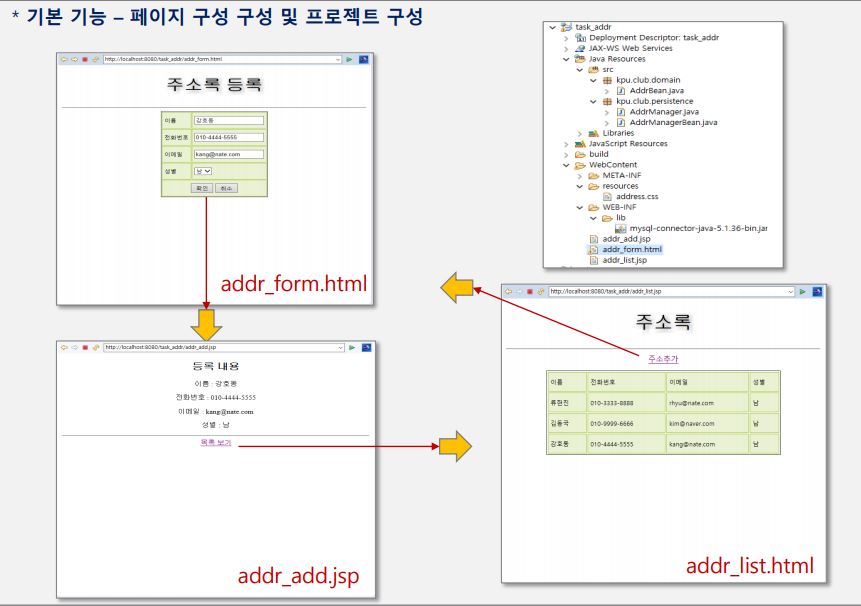 * 기본 기능 – 페이지 구성 구성 및 프로젝트 구성
http://localhost:8080/task_addr/addr_form.html
주소록 등록
이름 강호동
전화번호 010-4444-5555
이메일 kang@nate.com
성별 남
확인 취소
addr_form.html
http://localhost:8080/task_addr/addr_add.jsp
등록 내용
이름 : 강호동
전화번호 : 010-4444-5555
이메일 : kang@nate.com
성별 : 남
목록 보기
addr_add.jsp
task_addr
Deployment Descriptor: task_addr
JAX-WS Web Services
Java Resources
src
kpu.club.domain
AddrBean.java
kpu.club.persistence
AddrManager.java
AddrManagerBean.java
Libraries
JavaScript Resources
build
WebContent
META-INF
resources
address.css
WEB-INF
lib
mysql-connector-java-5.1.36-bin.jar
addr_add.jsp
addr_form.html
addr_list.jsp
http://localhost:8080/task_addr/addr_list.jsp
주소록
주소추가
이름 전화번호 이메일 성별
류현진 010-3333-8888 rhyu@nate.com 남
김동국 010-9999-6666 kim@naver.com 남
강호동 010-4444-5555 kang@nate.com 남
addr_list.html